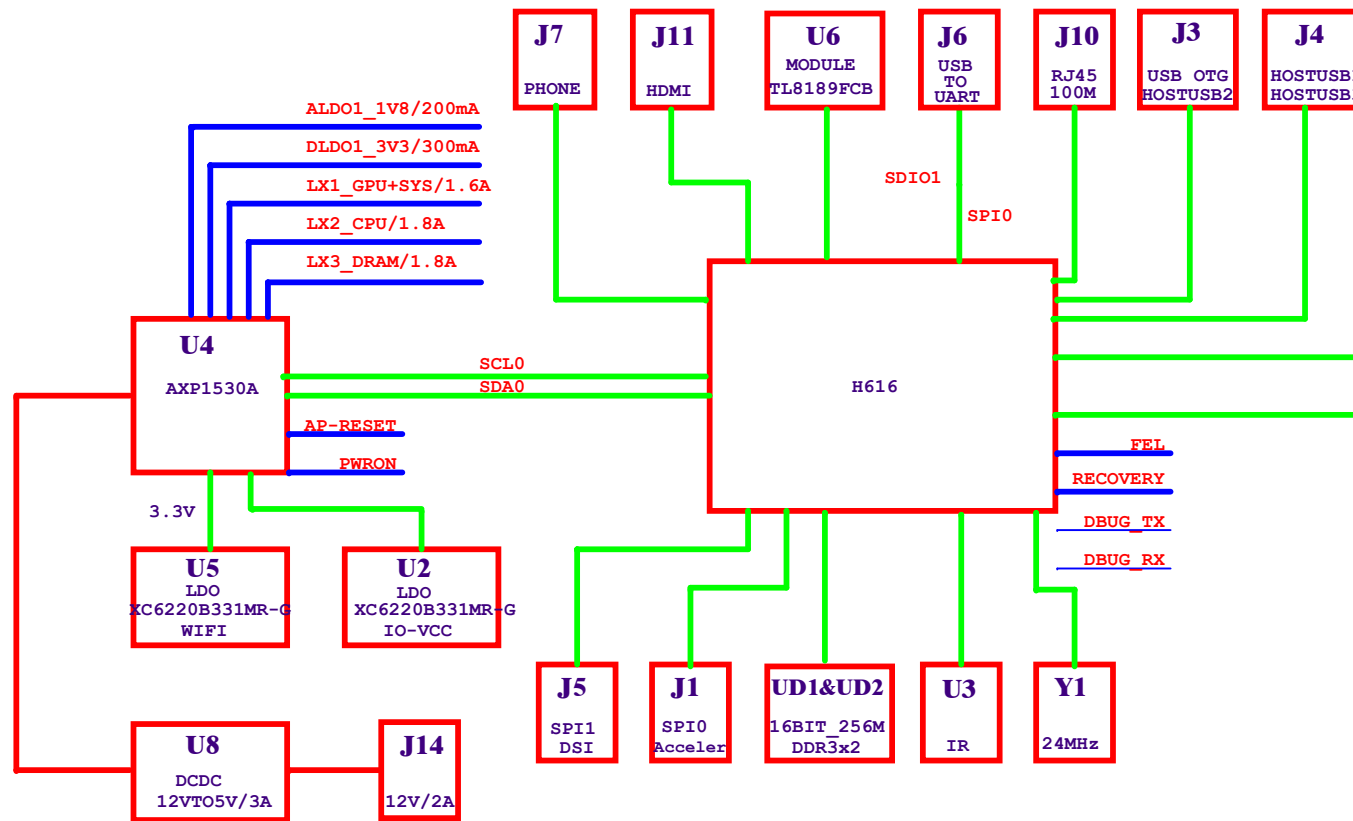 J7
PHONE
J11
HDMI
U6
MODULE
TL8189FCB
J6
USB
TO
UART
J10
RJ45
100M
J3
USB OTG
HOSTUSB2
J4
HOSTUSB
HOSTUSB
ALDO1_1V8/200mA
DLDO1_3V3/300mA
LX1_GPU+SYS/1.6A
LX2_CPU/1.8A
LX3_DRAM/1.8A
SDIO1
SPI0
U4
AXP1530A
SCL0
SDA0
H616
AP-RESET
PWRON
FEL
RECOVERY
DBUG_TX
DBUG_RX
3.3V
U5
LDO
XC6220B331MR-G
WIFI
U2
LDO
XC6220B331MR-G
IO-VCC
J5
SPI1
DSI
J1
SPI0
Acceler
UD1&UD2
16BIT_256M
DDR3x2
U3
IR
Y1
24MHz
U8
DCDC
12VTO5V/3A
J14
12V/2A